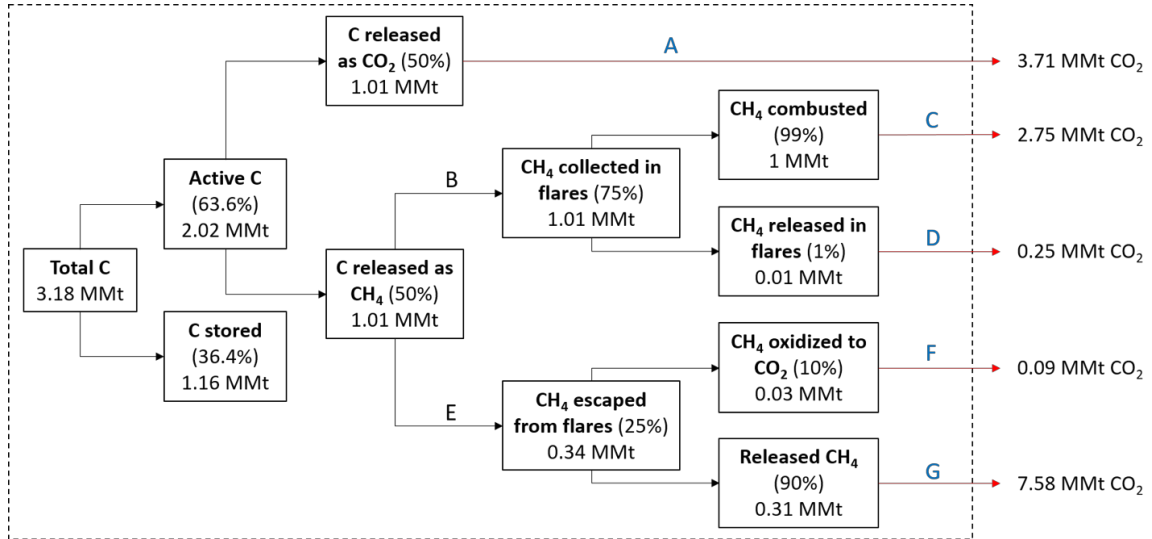 C released
as CO₂ (50%)
1.01 MMt
A
3.71 MMt CO₂
CH₄ combusted
(99%)
1 MMt
C
2.75 MMt CO₂
Active C
(63.6%)
2.02 MMt
B
CH₄ collected in
flares (75%)
1.01 MMt
CH₄ released in
flares (1%)
0.01 MMt
D
0.25 MMt CO₂
Total C
3.18 MMt
C released as
CH₄ (50%)
1.01 MMt
C stored
(36.4%)
1.16 MMt
CH₄ oxidized to
CO₂ (10%)
0.03 MMt
F
0.09 MMt CO₂
E
CH₄ escaped
from flares (25%)
0.34 MMt
Released CH₄
(90%)
0.31 MMt
G
7.58 MMt CO₂